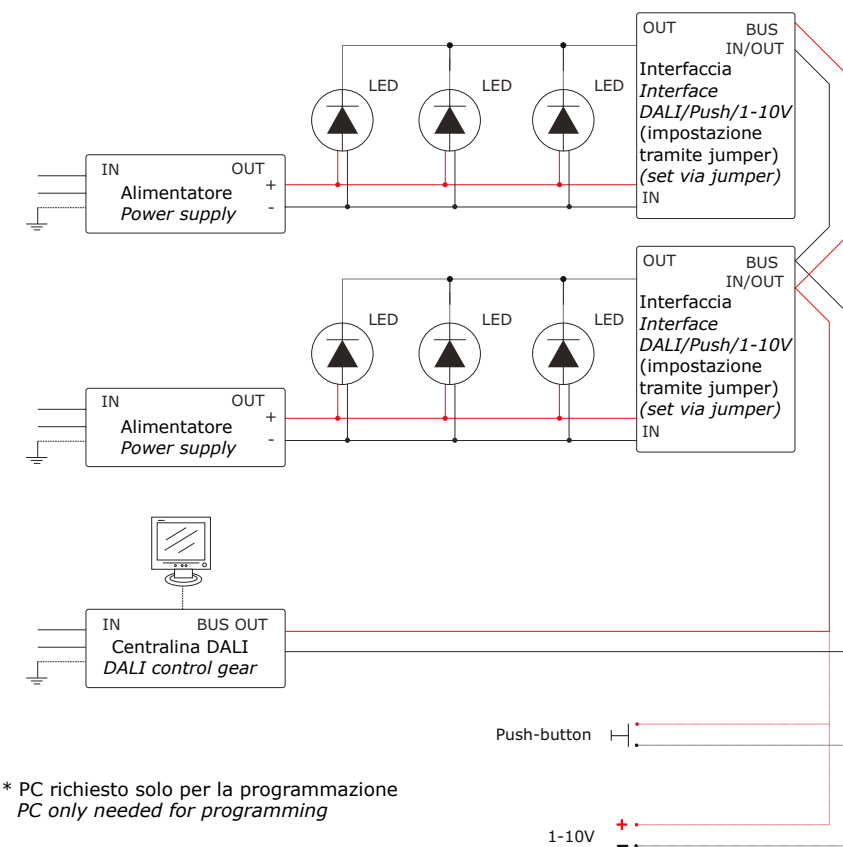 OUT
BUS
IN/OUT
Interfaccia
Interface
DALI/Push/1-10V
(impostazione
tramite jumper)
(set via jumper)
IN
LED
LED
LED
IN
OUT
+
Alimentatore
Power supply
-
OUT
BUS
IN/OUT
Interfaccia
Interface
DALI/Push/1-10V
(impostazione
tramite jumper)
(set via jumper)
IN
LED
LED
LED
IN
OUT
+
Alimentatore
Power supply
-
IN
BUS OUT
Centralina DALI
DALI control gear
Push-button
* PC richiesto solo per la programmazione
PC only needed for programming
+
1-10V
-